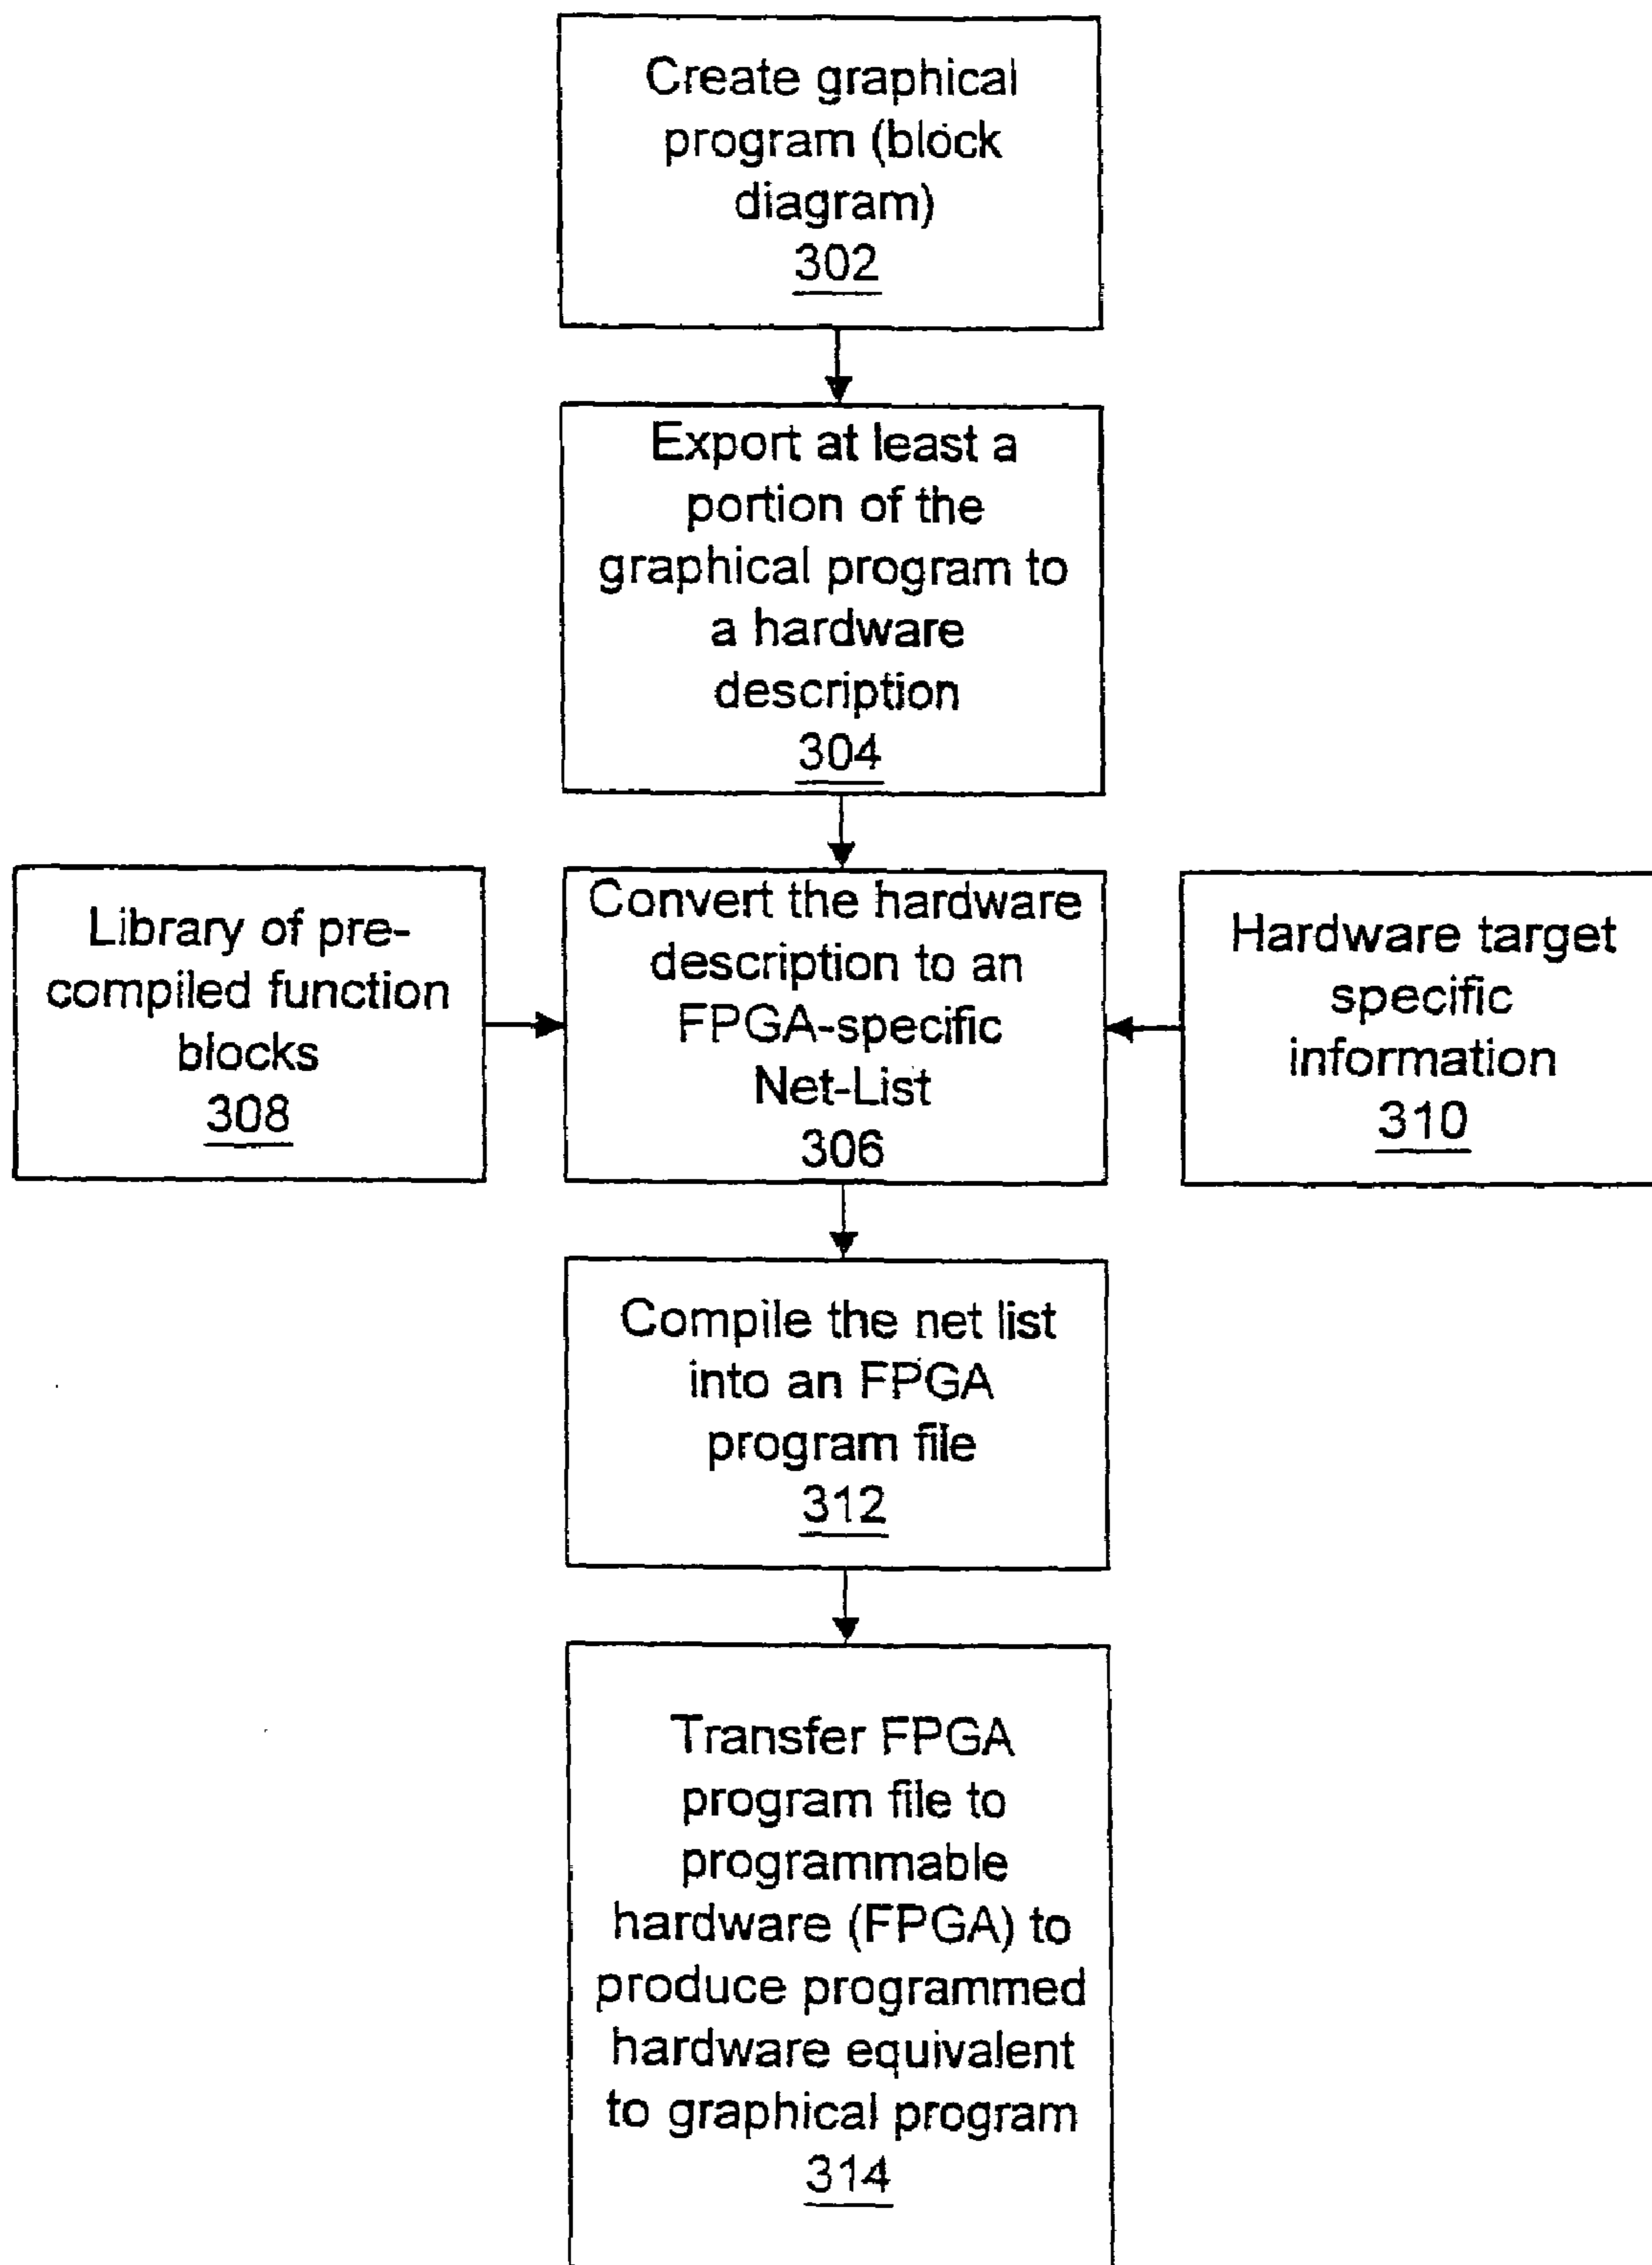 Create graphical
program (block
diagram)
302
Export at least a
portion of the
graphical program to
a hardware
description
304
Library of pre-
compiled function
blocks
308
Convert the hardware
description to an
FPGA-specific
Net-List
306
Hardware target
specific
information
310
Compile the net list
into an FPGA
program file
312
Transfer FPGA
program file to
programmable
hardware (FPGA) to
produce programmed
hardware equivalent
to graphical program
314